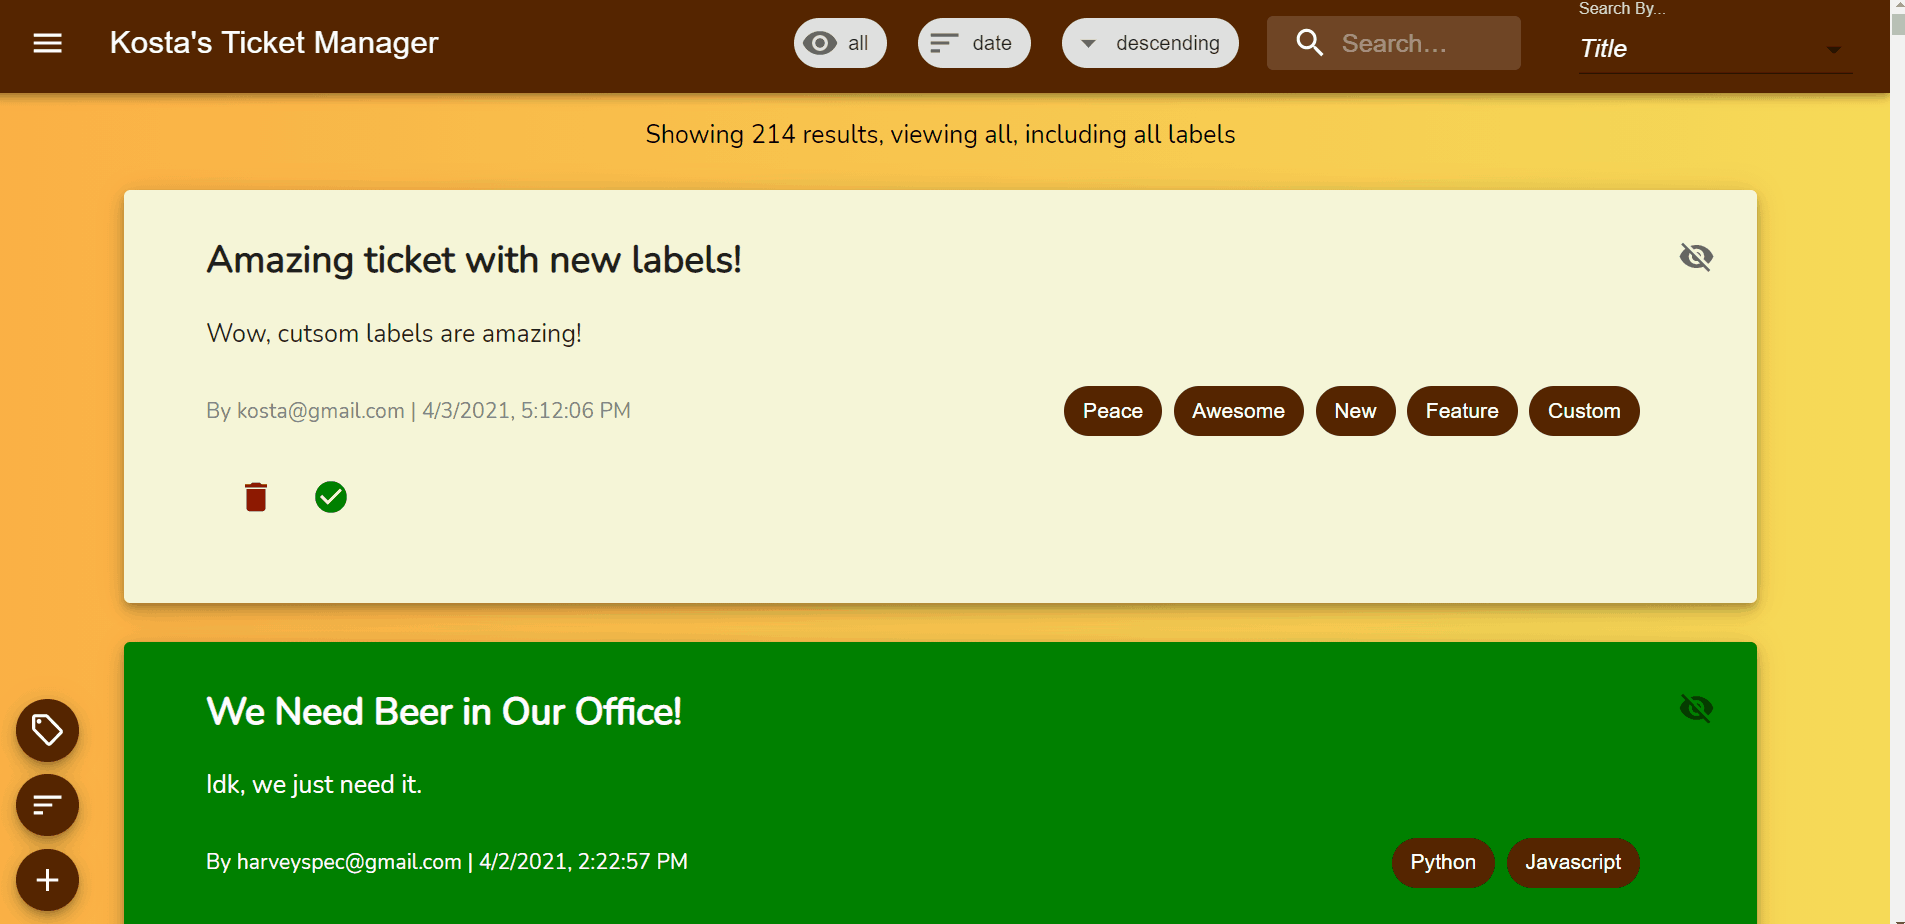 Kosta's Ticket Manager
all
date
descending
Search...
Search By...
Title
Showing 214 results, viewing all, including all labels
Amazing ticket with new labels!
Wow, cutsom labels are amazing!
By kosta@gmail.com | 4/3/2021, 5:12:06 PM
Peace
Awesome
New
Feature
Custom
We Need Beer in Our Office!
Idk, we just need it.
By harveyspec@gmail.com | 4/2/2021, 2:22:57 PM
Python
Javascript